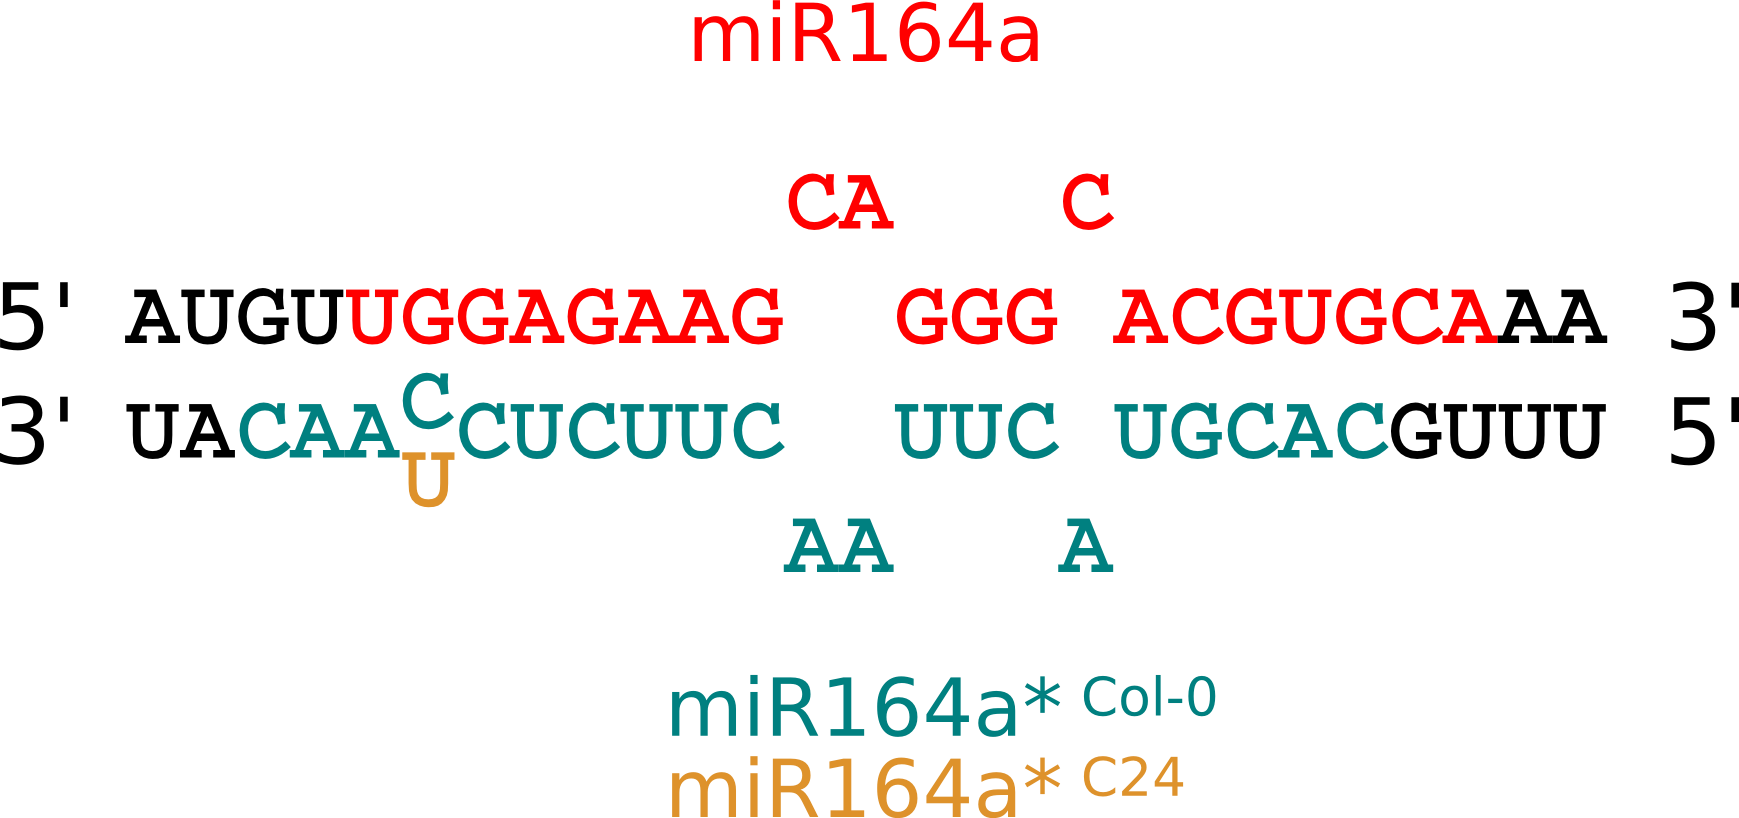 miR164a
CA C
5' AUGUUGGAGAAG GGG ACGUGCAAA 3'
3' UACAACCUCUUC UUC UGCACGUUU 5'
U
AA A
miR164a* Col-0
miR164a* C24